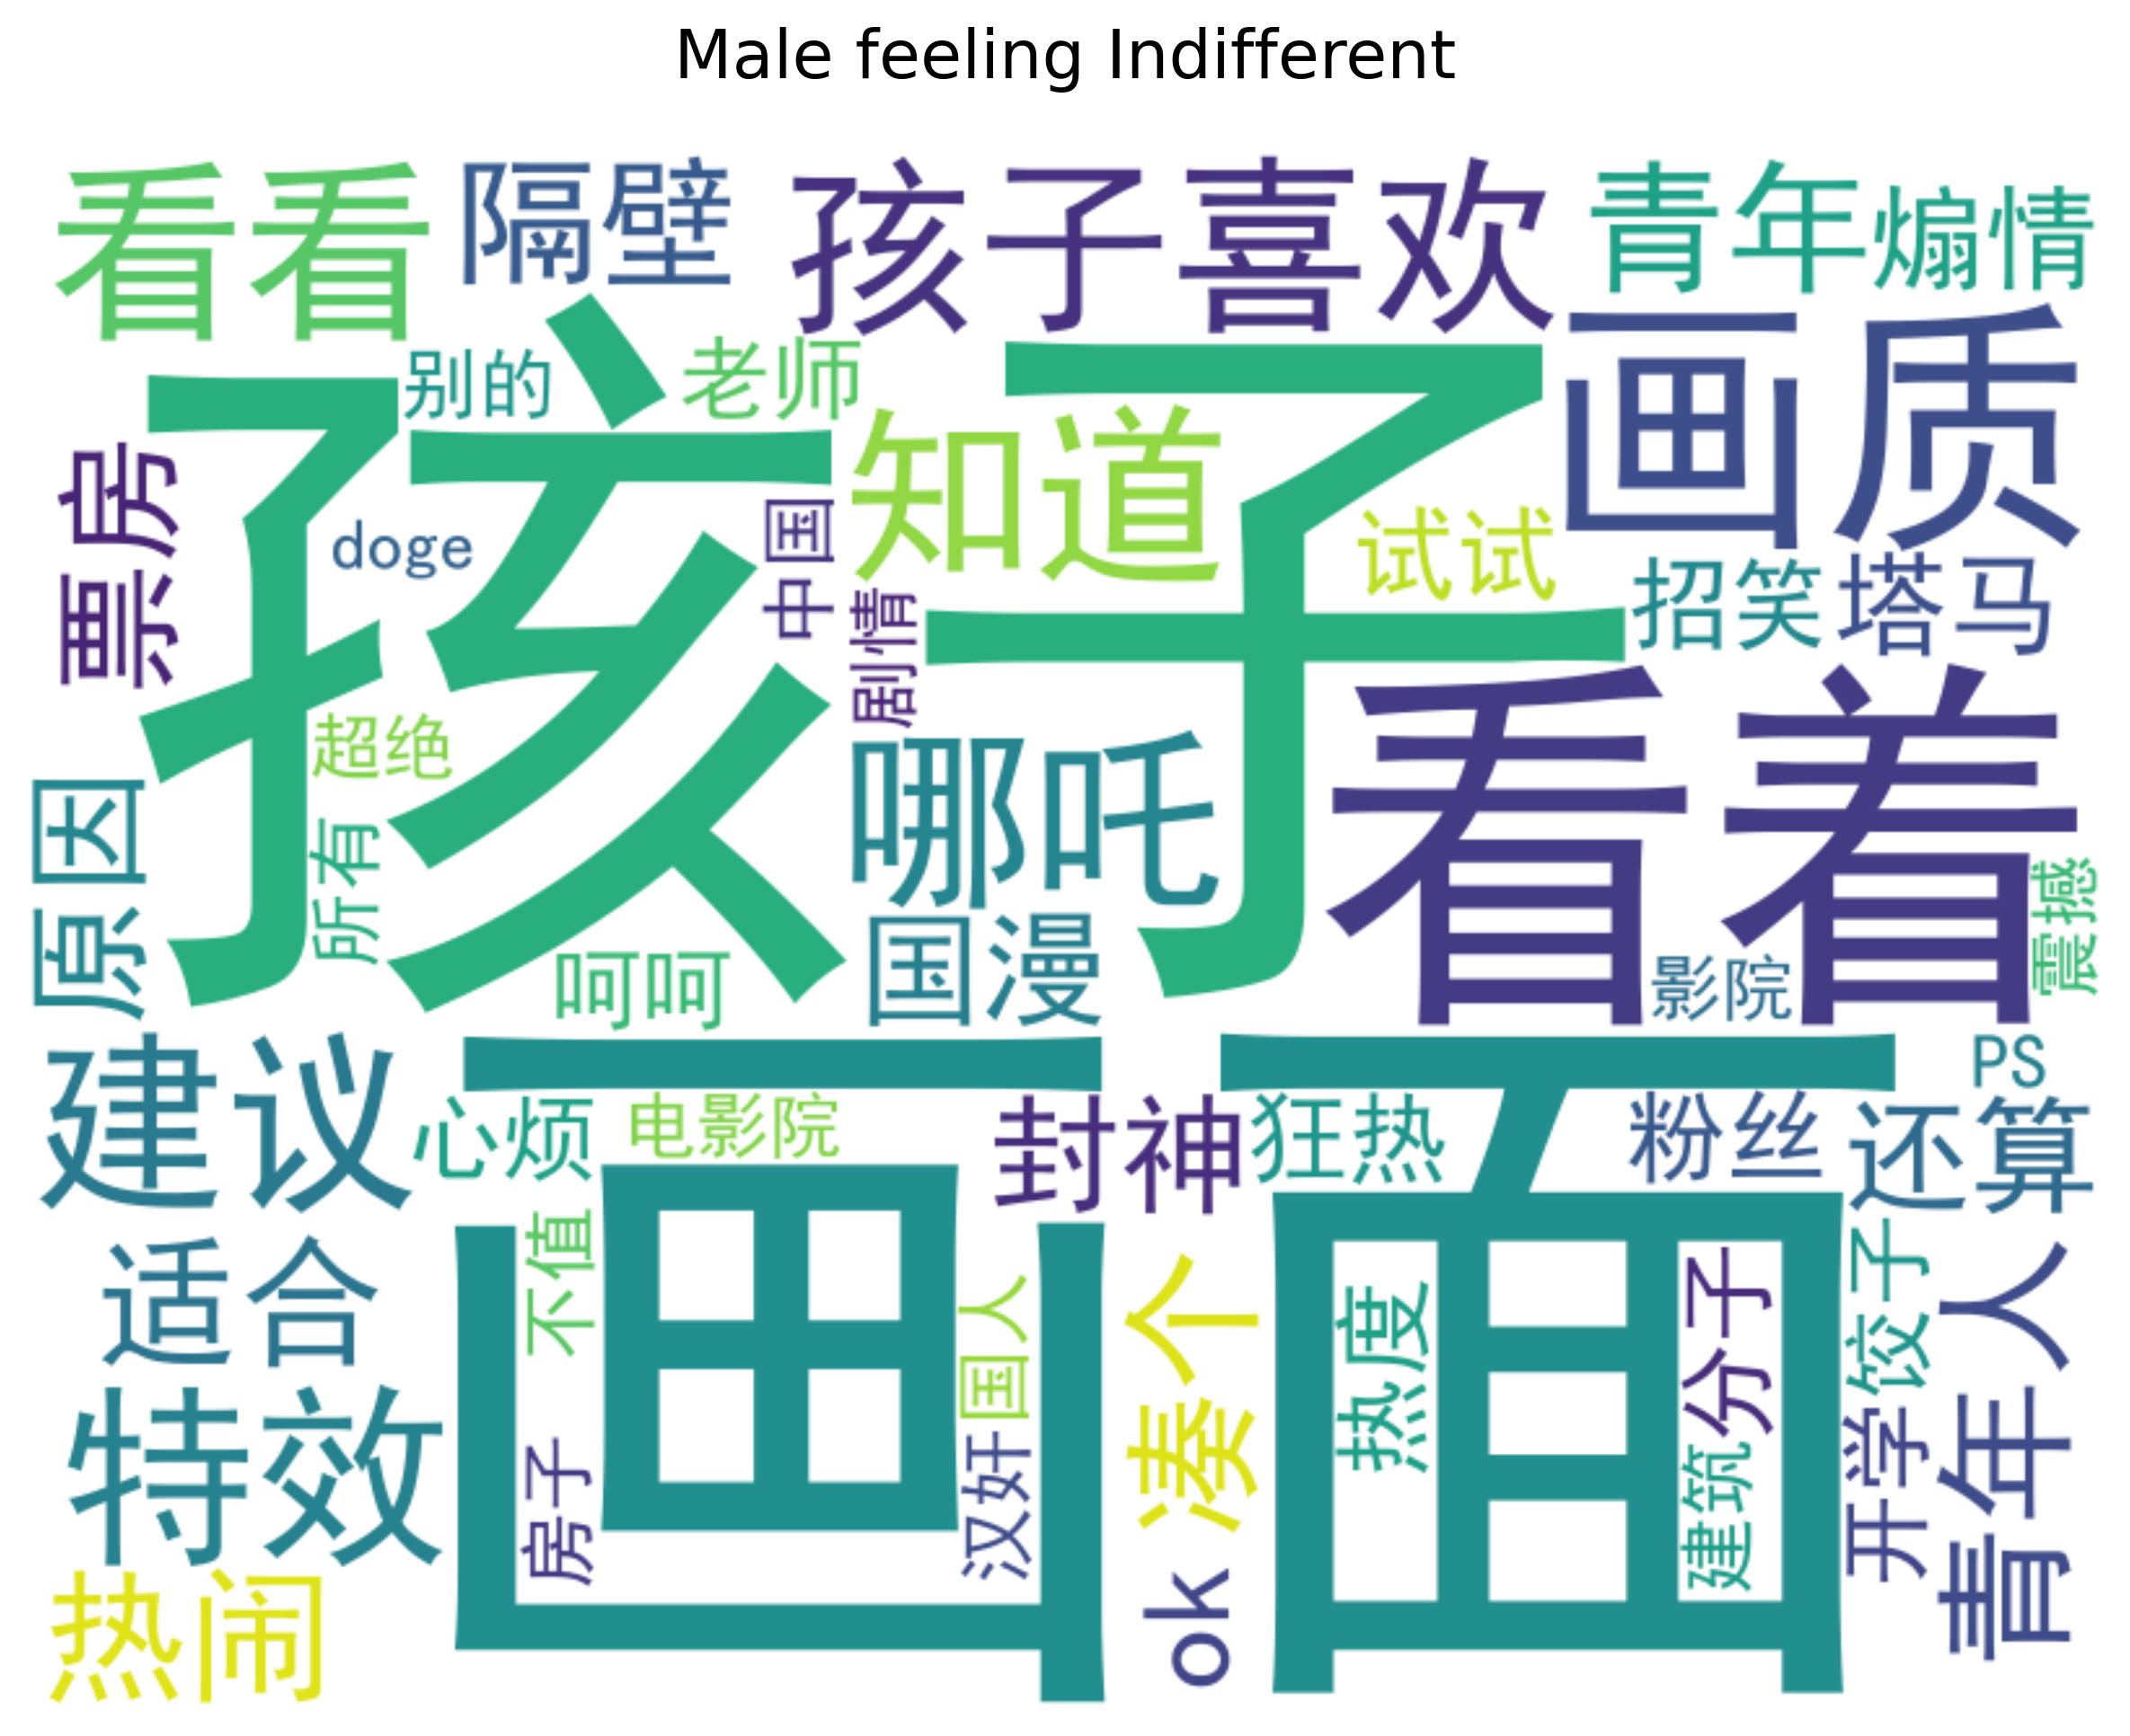 Male feeling Indifferent
看看
隔壁
孩子喜欢
青年
煽情
别的
老师
孩子
画质
票房
doge
中国
知道
试试
剧情
招笑
塔马
超绝
哪吒
看着
原因
所有
呵呵
国漫
影院
震撼
建议
画面
心烦
电影院
封神
狂热
粉丝
PS
还算
适合
不值
国人
凑个
热度
分子
饺子
青年人
特效
房子
汉奸
建筑
开学
热闹
ok